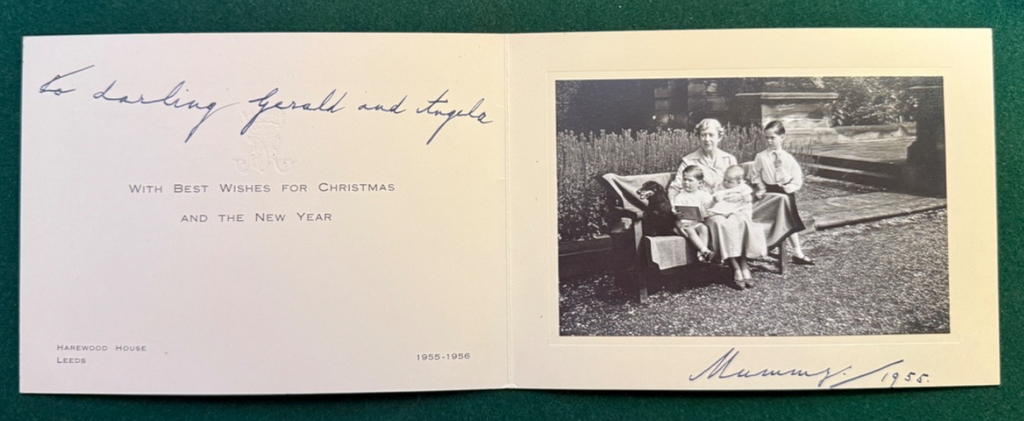 To darling Gerald and Angela
With Best Wishes for Christmas
and the New Year
Harewood House
Leeds
1955-1956
Mummy. 1955.